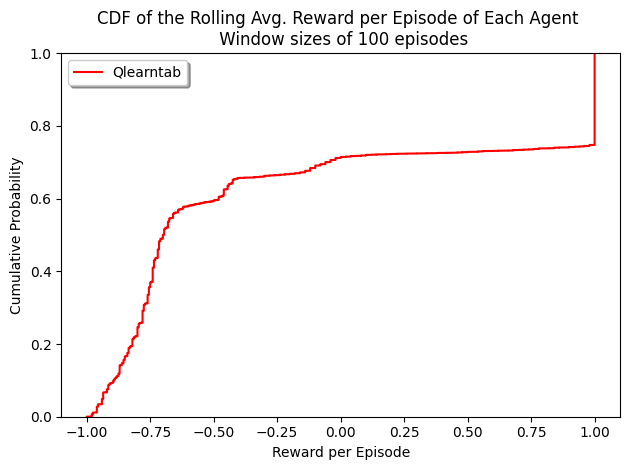 CDF of the Rolling Avg. Reward per Episode of Each Agent
Window sizes of 100 episodes
Qlearntab
Cumulative Probability
1.0
0.8
0.6
0.4
0.2
0.0
−1.00 −0.75 −0.50 −0.25 0.00 0.25 0.50 0.75 1.00
Reward per Episode